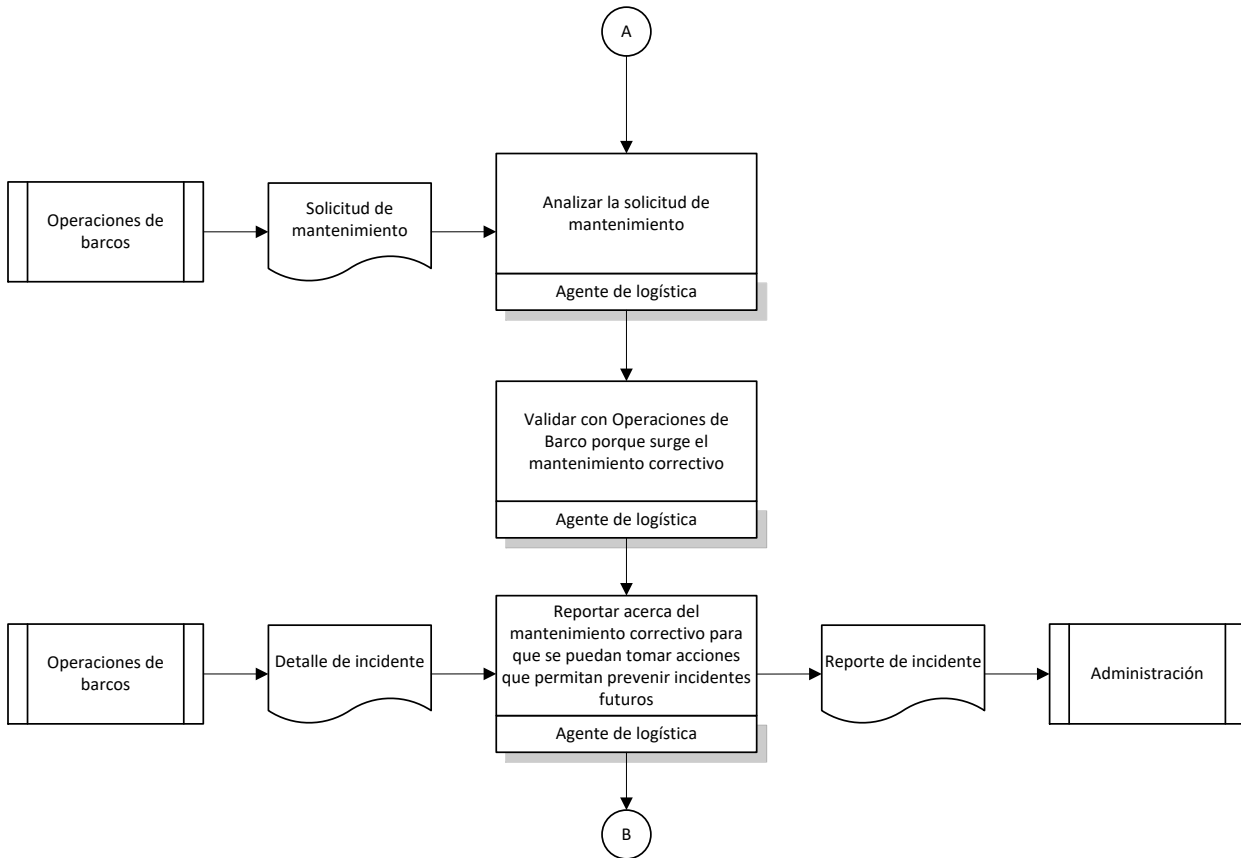 A
Operaciones de
barcos
Solicitud de
mantenimiento
Analizar la solicitud de
mantenimiento
Agente de logística
Validar con Operaciones de
Barco porque surge el
mantenimiento correctivo
Agente de logística
Operaciones de
barcos
Detalle de incidente
Reportar acerca del
mantenimiento correctivo para
que se puedan tomar acciones
que permitan prevenir incidentes
futuros
Agente de logística
Reporte de incidente
Administración
B